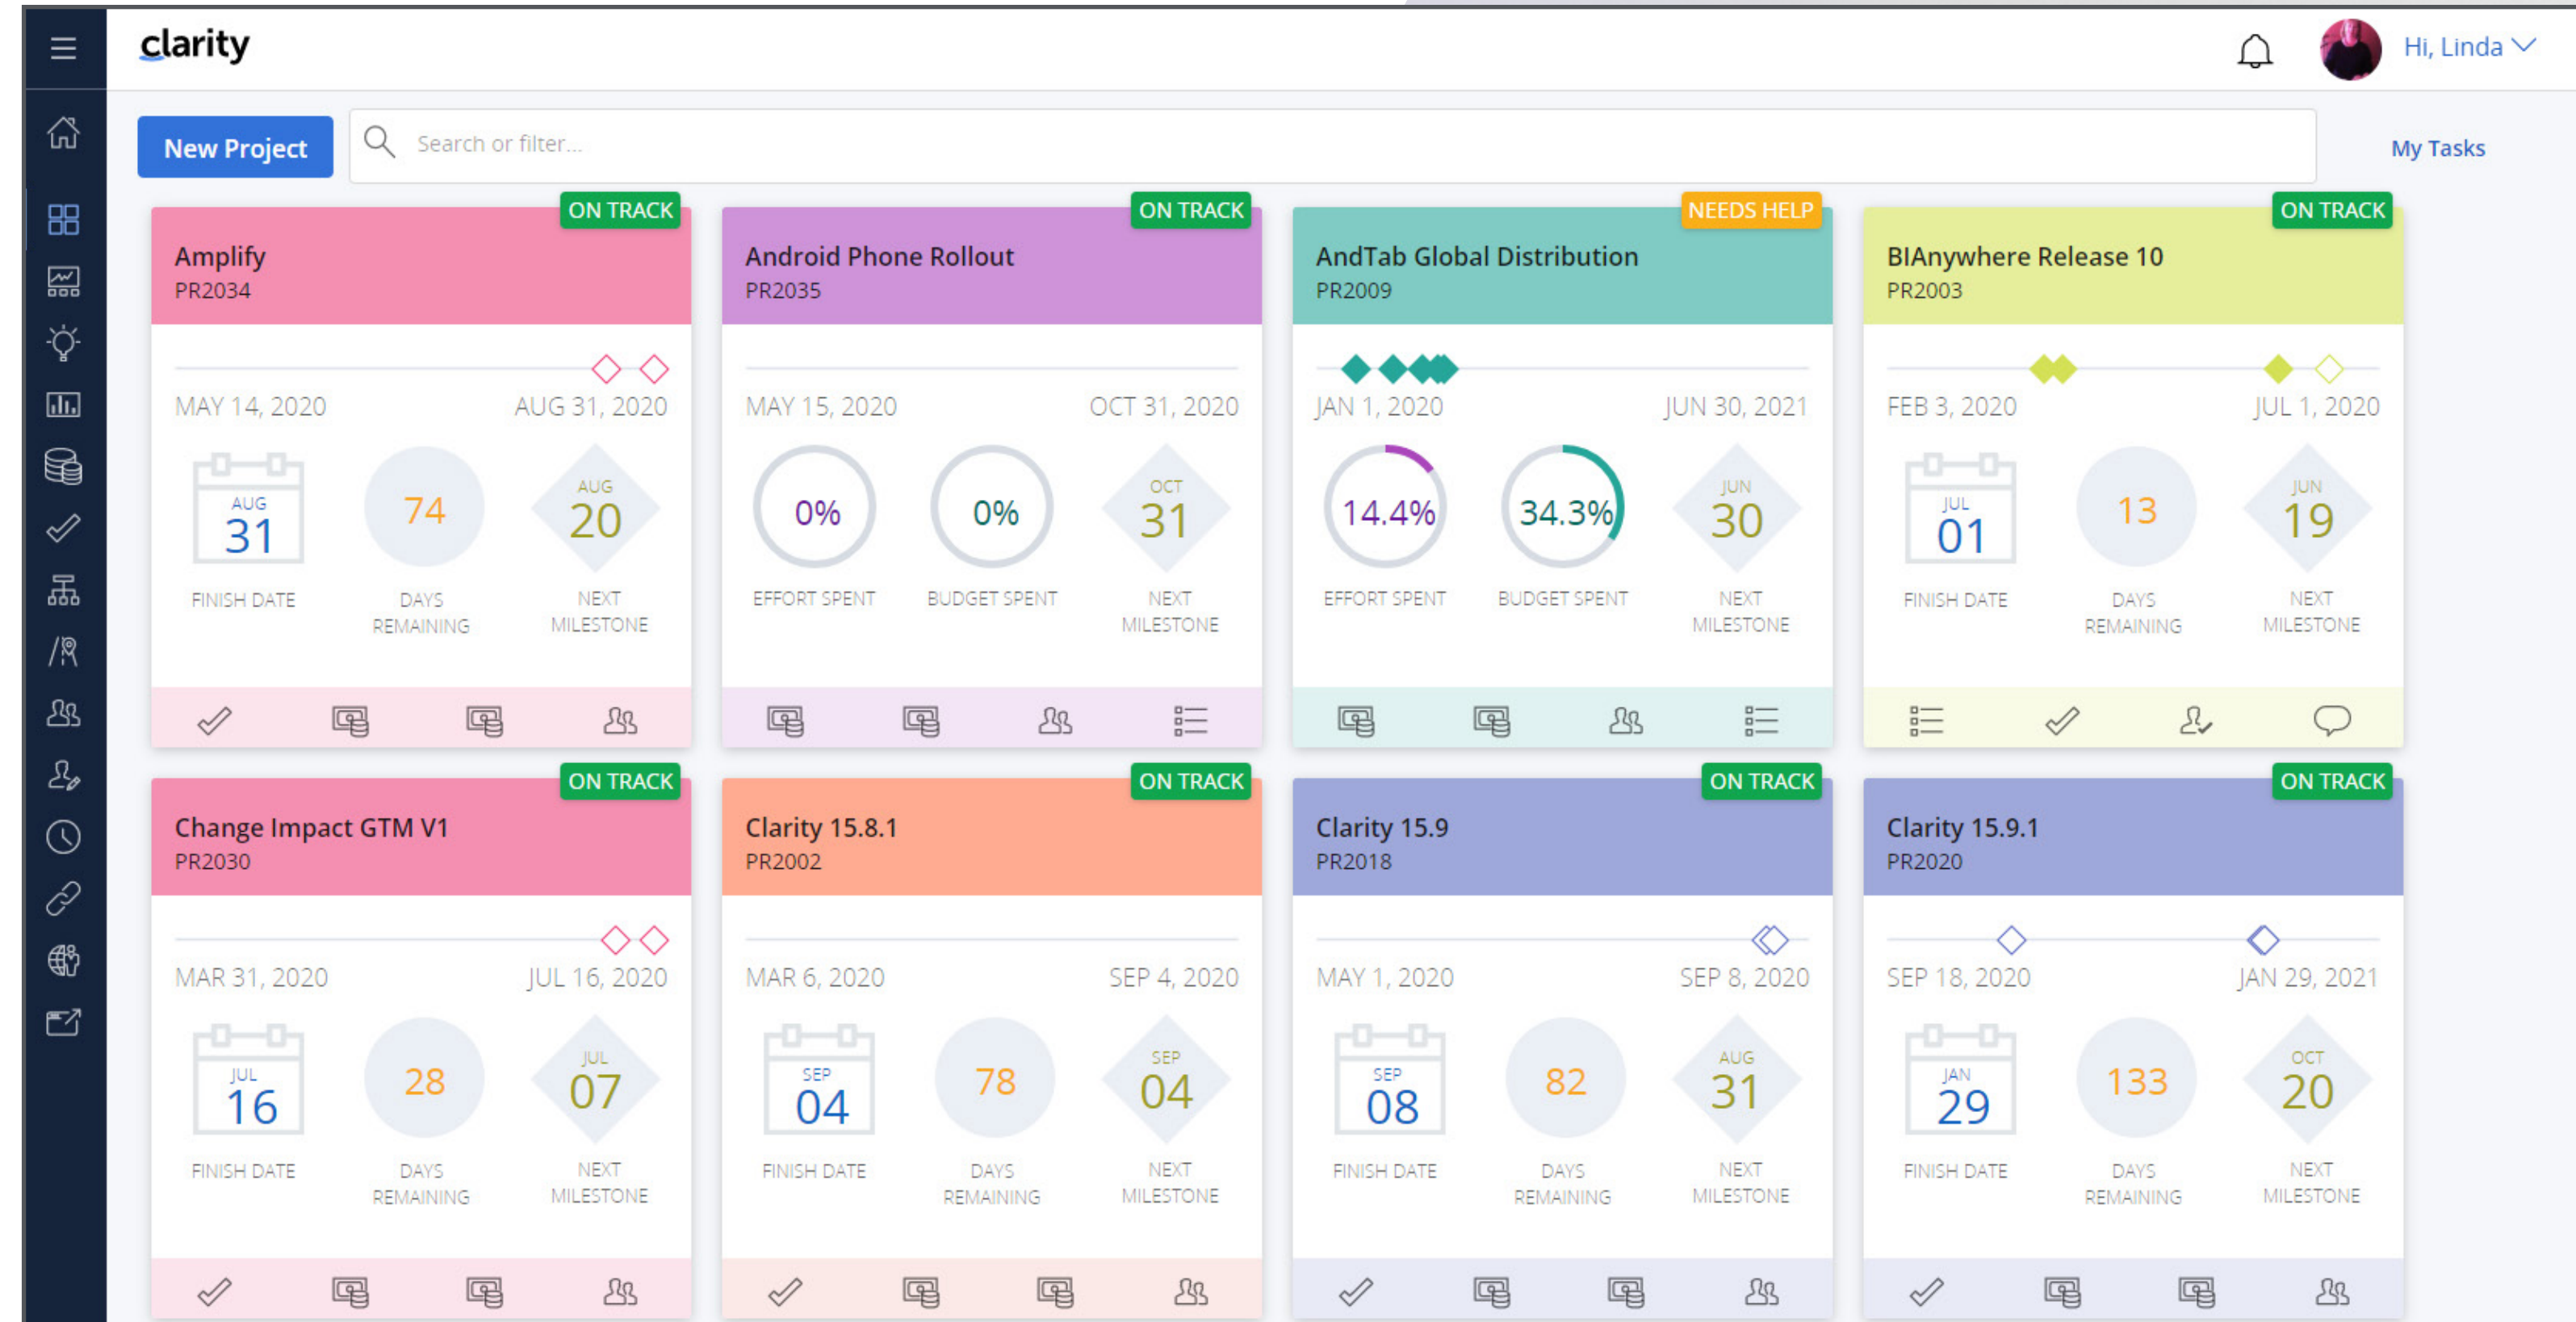 clarity
Hi, Linda
New Project
Search or filter...
My Tasks
ON TRACK
Amplify
PR2034
MAY 14, 2020 AUG 31, 2020
AUG
31
74
AUG
20
FINISH DATE
DAYS
REMAINING
NEXT
MILESTONE
ON TRACK
Android Phone Rollout
PR2035
MAY 15, 2020 OCT 31, 2020
0%
0%
OCT
31
EFFORT SPENT
BUDGET SPENT
NEXT
MILESTONE
NEEDS HELP
AndTab Global Distribution
PR2009
JAN 1, 2020 JUN 30, 2021
14.4%
34.3%
JUN
30
EFFORT SPENT
BUDGET SPENT
NEXT
MILESTONE
ON TRACK
BIAnywhere Release 10
PR2003
FEB 3, 2020 JUL 1, 2020
JUL
01
13
JUN
19
FINISH DATE
DAYS
REMAINING
NEXT
MILESTONE
ON TRACK
Change Impact GTM V1
PR2030
MAR 31, 2020 JUL 16, 2020
JUL
16
28
JUL
07
FINISH DATE
DAYS
REMAINING
NEXT
MILESTONE
ON TRACK
Clarity 15.8.1
PR2002
MAR 6, 2020 SEP 4, 2020
SEP
04
78
SEP
04
FINISH DATE
DAYS
REMAINING
NEXT
MILESTONE
ON TRACK
Clarity 15.9
PR2018
MAY 1, 2020 SEP 8, 2020
SEP
08
82
AUG
31
FINISH DATE
DAYS
REMAINING
NEXT
MILESTONE
ON TRACK
Clarity 15.9.1
PR2020
SEP 18, 2020 JAN 29, 2021
JAN
29
133
OCT
20
FINISH DATE
DAYS
REMAINING
NEXT
MILESTONE